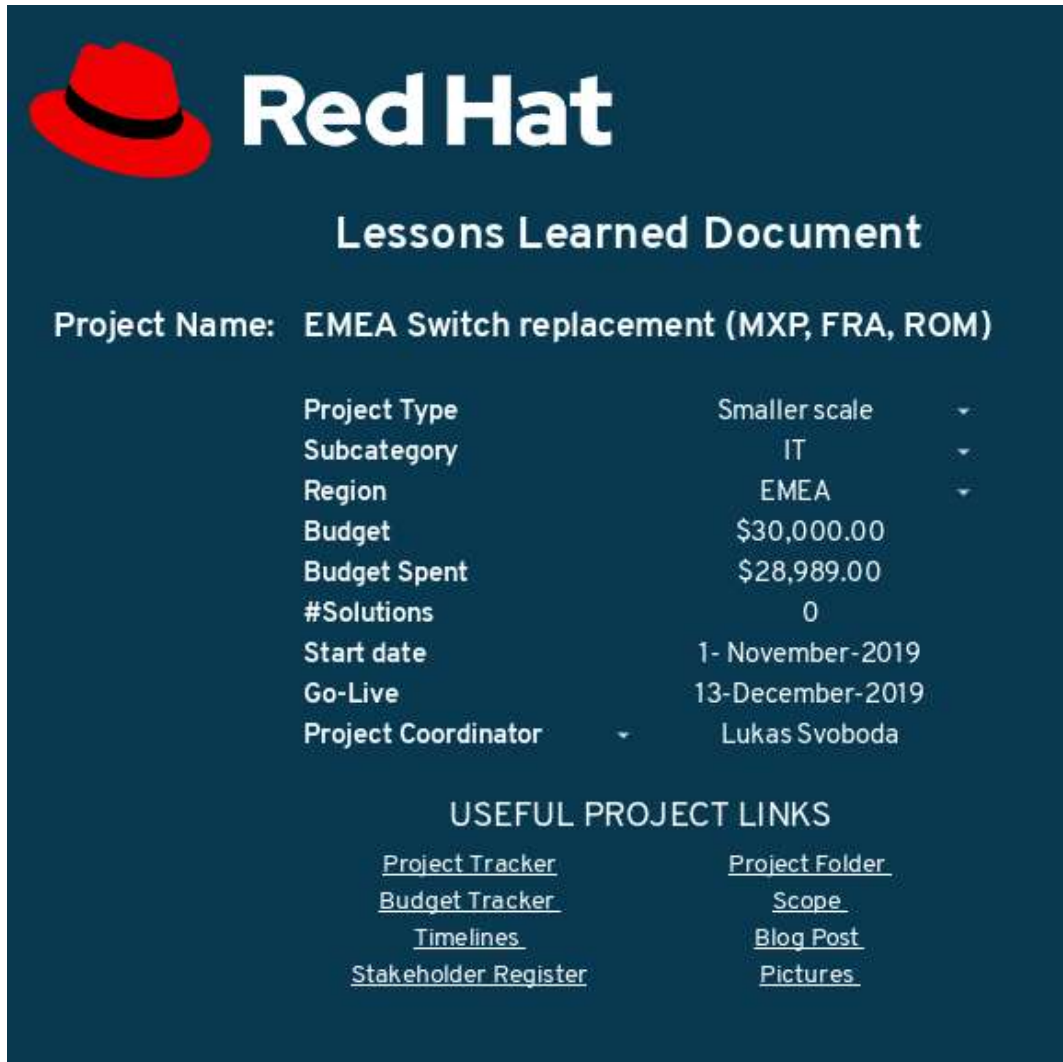 Red Hat
Lessons Learned Document
Project Name: EMEA Switch replacement (MXP, FRA, ROM)
Project Type Smaller scale
Subcategory IT
Region EMEA
Budget $30,000.00
Budget Spent $28,989.00
#Solutions 0
Start date 1- November-2019
Go-Live 13-December-2019
Project Coordinator Lukas Svoboda
USEFUL PROJECT LINKS
Project Tracker Project Folder
Budget Tracker Scope
Timelines Blog Post
Stakeholder Register Pictures